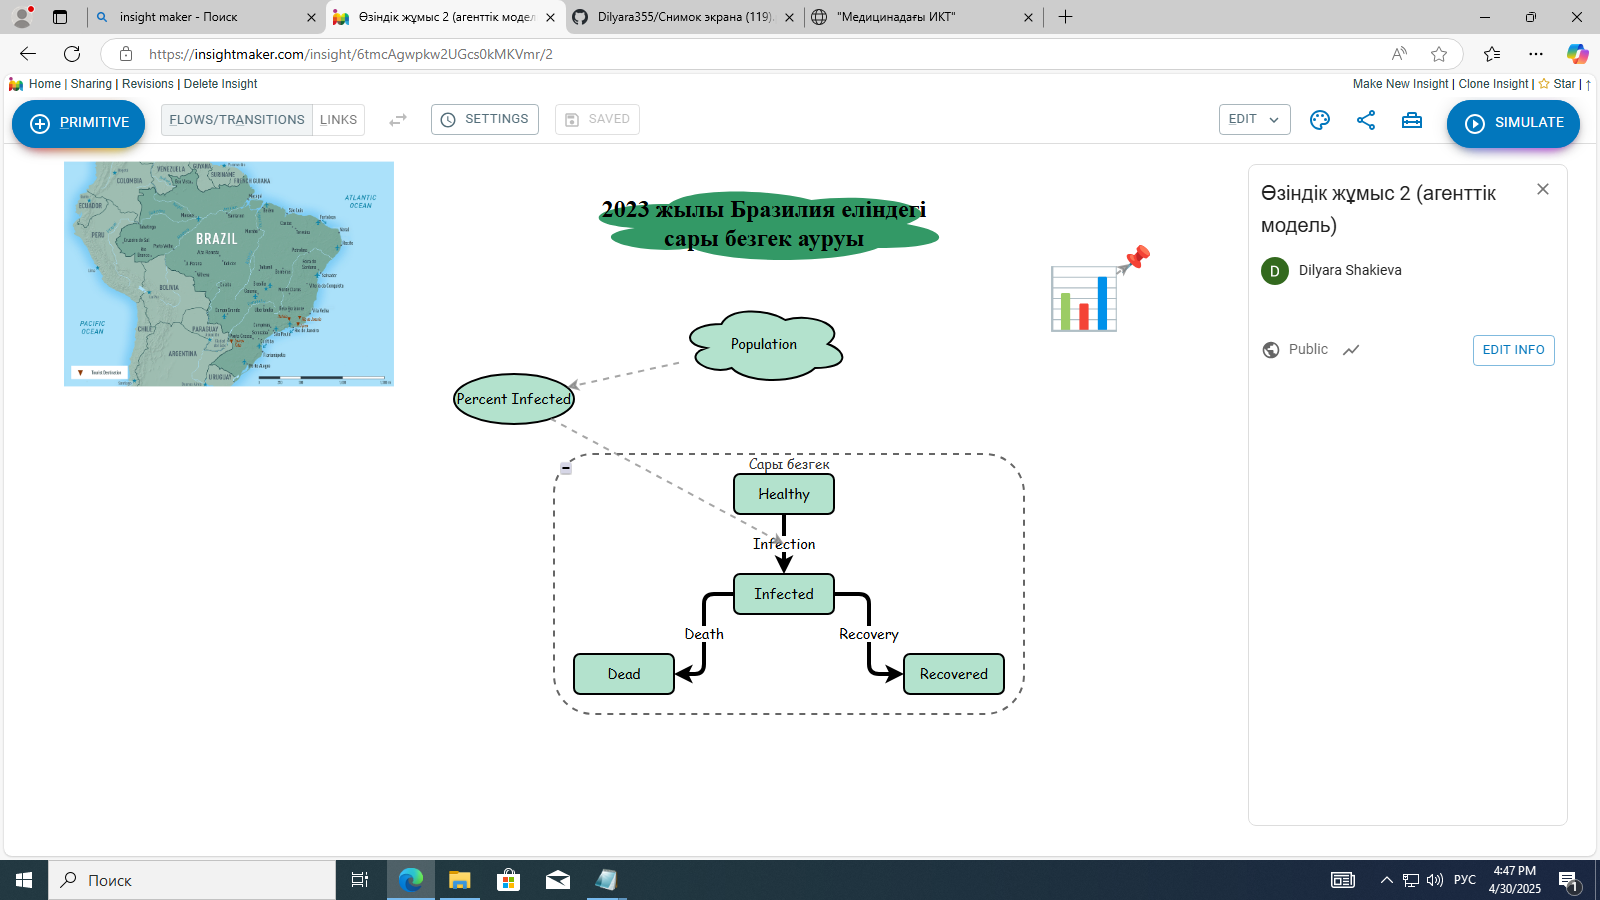 insight maker - Поиск
Өзіндік жұмыс 2 (агенттік модел
Dilyara355/Снимок экрана (119).
"Медицинадағы ИКТ"
https://insightmaker.com/insight/6tmcAgwpkw2UGcs0kMKVmr/2
Home | Sharing | Revisions | Delete Insight
Make New Insight | Clone Insight | Star | ↑
PRIMITIVE
FLOWS/TRANSITIONS
LINKS
SETTINGS
SAVED
EDIT
SIMULATE
VENEZUELA
GUYANA
SURINAME
FRENCH GUIANA
COLOMBIA
ECUADOR
ATLANTIC
OCEAN
PERU
BRAZIL
BOLIVIA
PACIFIC
OCEAN
CHILE
PARAGUAY
ARGENTINA
URUGUAY
Tourist Destination
2023 жылы Бразилия еліндегі
сары безгек ауруы
Population
Percent Infected
Сары безгек
Healthy
Infection
Infected
Death
Recovery
Dead
Recovered
Өзіндік жұмыс 2 (агенттік
модель)
D
Dilyara Shakieva
Public
EDIT INFO
Поиск
РУС
4:47 PM
4/30/2025
1